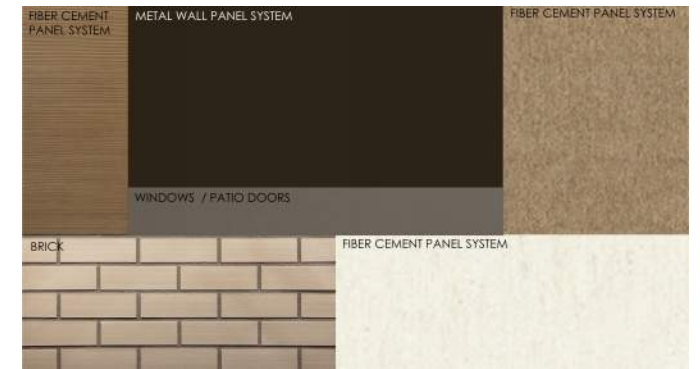 FIBER CEMENT
PANEL SYSTEM
METAL WALL PANEL SYSTEM
FIBER CEMENT PANEL SYSTEM
WINDOWS / PATIO DOORS
BRICK
FIBER CEMENT PANEL SYSTEM